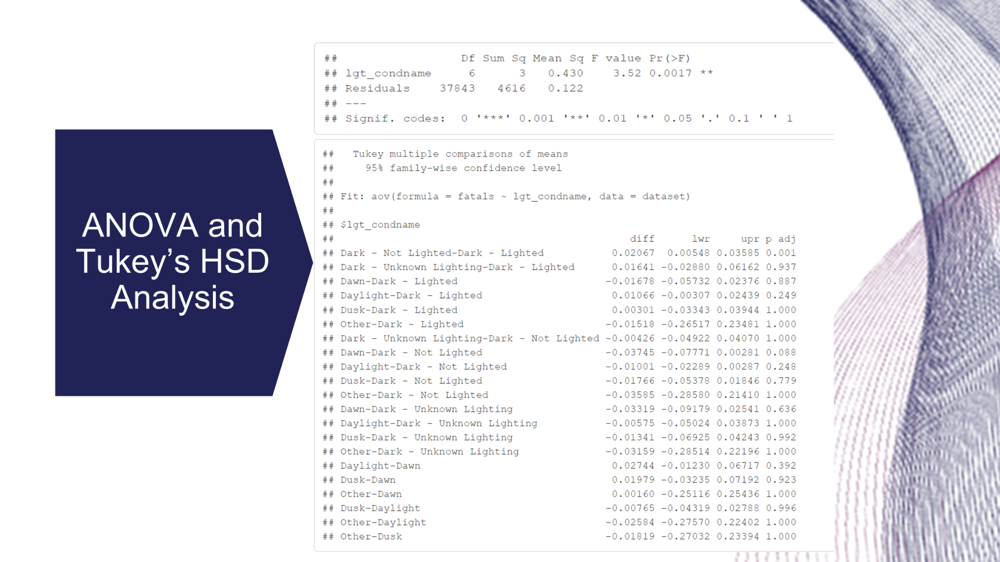 ANOVA and
Tukey’s HSD
Analysis
##                 Df Sum Sq Mean Sq F value Pr(>F)
## lgt_condname     6      3   0.430    3.52 0.0017 **
## Residuals    37843   4616   0.122
## ---
## Signif. codes:  0 '***' 0.001 '**' 0.01 '*' 0.05 '.' 0.1 ' ' 1
##   Tukey multiple comparisons of means
##     95% family-wise confidence level
##
## Fit: aov(formula = fatals ~ lgt_condname, data = dataset)
##
## $lgt_condname
##                                                diff      lwr     upr p adj
## Dark - Not Lighted-Dark - Lighted           0.02067  0.00548 0.03585 0.001
## Dark - Unknown Lighting-Dark - Lighted      0.01641 -0.02880 0.06162 0.937
## Dawn-Dark - Lighted                        -0.01678 -0.05732 0.02376 0.887
## Daylight-Dark - Lighted                     0.01066 -0.00307 0.02439 0.249
## Dusk-Dark - Lighted                         0.00301 -0.03343 0.03944 1.000
## Other-Dark - Lighted                       -0.01518 -0.26517 0.23481 1.000
## Dark - Unknown Lighting-Dark - Not Lighted -0.00426 -0.04922 0.04070 1.000
## Dawn-Dark - Not Lighted                    -0.03745 -0.07771 0.00281 0.088
## Daylight-Dark - Not Lighted                -0.01001 -0.02289 0.00287 0.248
## Dusk-Dark - Not Lighted                    -0.01766 -0.05378 0.01846 0.779
## Other-Dark - Not Lighted                   -0.03585 -0.28580 0.21410 1.000
## Dawn-Dark - Unknown Lighting               -0.03319 -0.09179 0.02541 0.636
## Daylight-Dark - Unknown Lighting           -0.00575 -0.05024 0.03873 1.000
## Dusk-Dark - Unknown Lighting               -0.01341 -0.06925 0.04243 0.992
## Other-Dark - Unknown Lighting              -0.03159 -0.28514 0.22196 1.000
## Daylight-Dawn                               0.02744 -0.01230 0.06717 0.392
## Dusk-Dawn                                   0.01979 -0.03235 0.07192 0.923
## Other-Dawn                                  0.00160 -0.25116 0.25436 1.000
## Dusk-Daylight                              -0.00765 -0.04319 0.02788 0.996
## Other-Daylight                             -0.02584 -0.27570 0.22402 1.000
## Other-Dusk                                 -0.01819 -0.27032 0.23394 1.000